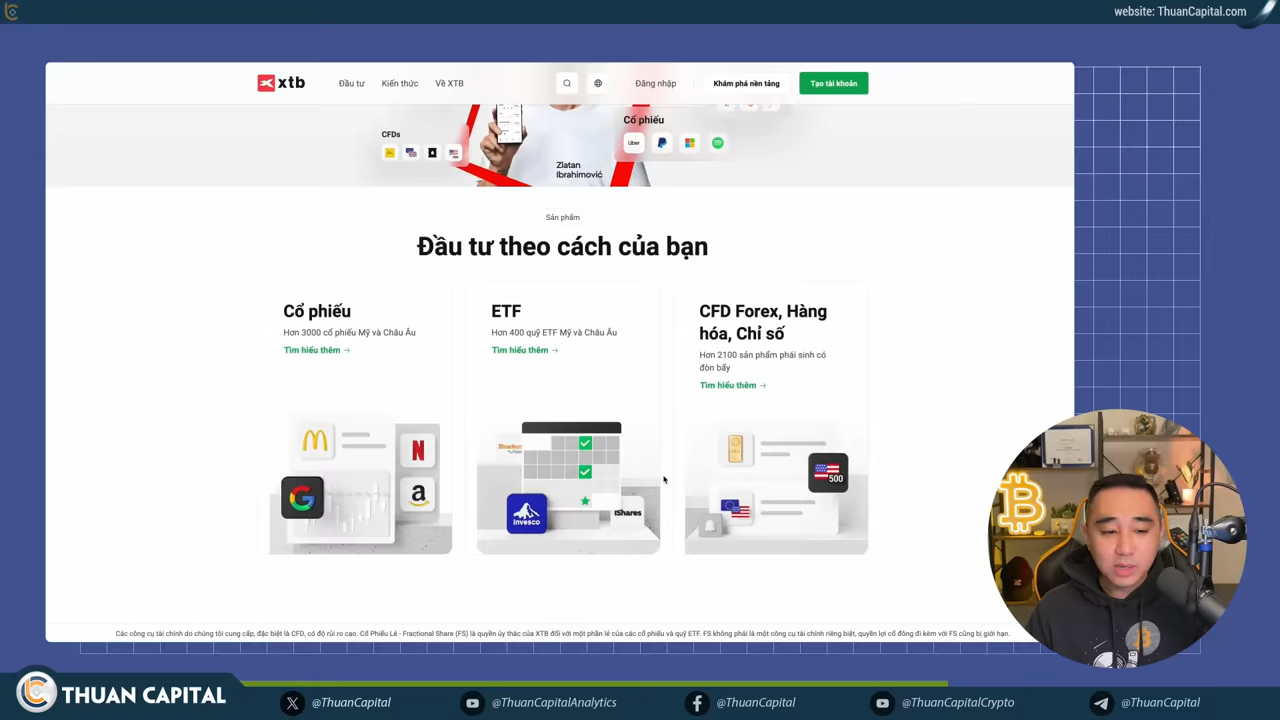 website: ThuanCapital.com
xtb
Đầu tư
Kiến thức
Về XTB
Đăng nhập
Khám phá nền tảng
Tạo tài khoản
CFDs
Zlatan
Ibrahimović
Cổ phiếu
Uber
Sản phẩm
Đầu tư theo cách của bạn
Cổ phiếu
Hơn 3000 cổ phiếu Mỹ và Châu Âu
Tìm hiểu thêm →
ETF
Hơn 400 quỹ ETF Mỹ và Châu Âu
Tìm hiểu thêm →
Invesco
iShares
CFD Forex, Hàng
hóa, Chỉ số
Hơn 2100 sản phẩm phái sinh có
đòn bẩy
Tìm hiểu thêm →
500
Các công cụ tài chính do chúng tôi cung cấp, đặc biệt là CFD, có độ rủi ro cao. Cổ Phiếu Lẻ - Fractional Share (FS) là quyền ủy thác của XTB đối với một phần lẻ của các cổ phiếu và quỹ ETF. FS không phải là một công cụ tài chính riêng biệt, quyền lợi cổ đông đi kèm với FS cũng bị giới hạn.
THUAN CAPITAL
@ThuanCapital
@ThuanCapitalAnalytics
@ThuanCapital
@ThuanCapitalCrypto
@ThuanCapital